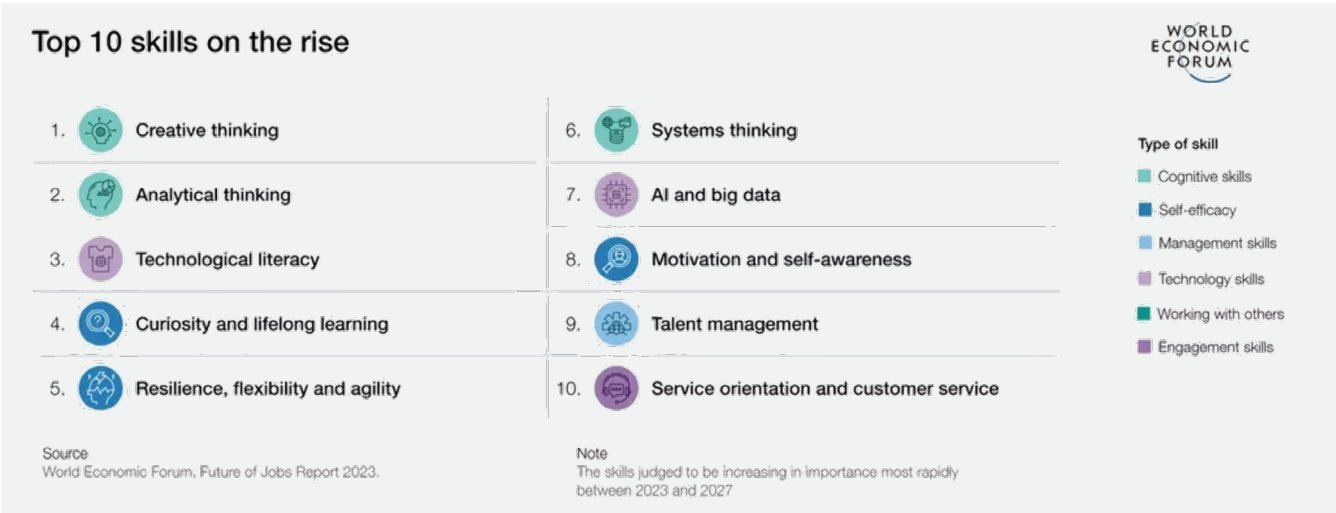 Top 10 skills on the rise
WORLD
ECONOMIC
FORUM
1. Creative thinking
2. Analytical thinking
3. Technological literacy
4. Curiosity and lifelong learning
5. Resilience, flexibility and agility
6. Systems thinking
7. AI and big data
8. Motivation and self-awareness
9. Talent management
10. Service orientation and customer service
Type of skill
Cognitive skills
Self-efficacy
Management skills
Technology skills
Working with others
Engagement skills
Source
World Economic Forum, Future of Jobs Report 2023.
Note
The skills judged to be increasing in importance most rapidly
between 2023 and 2027